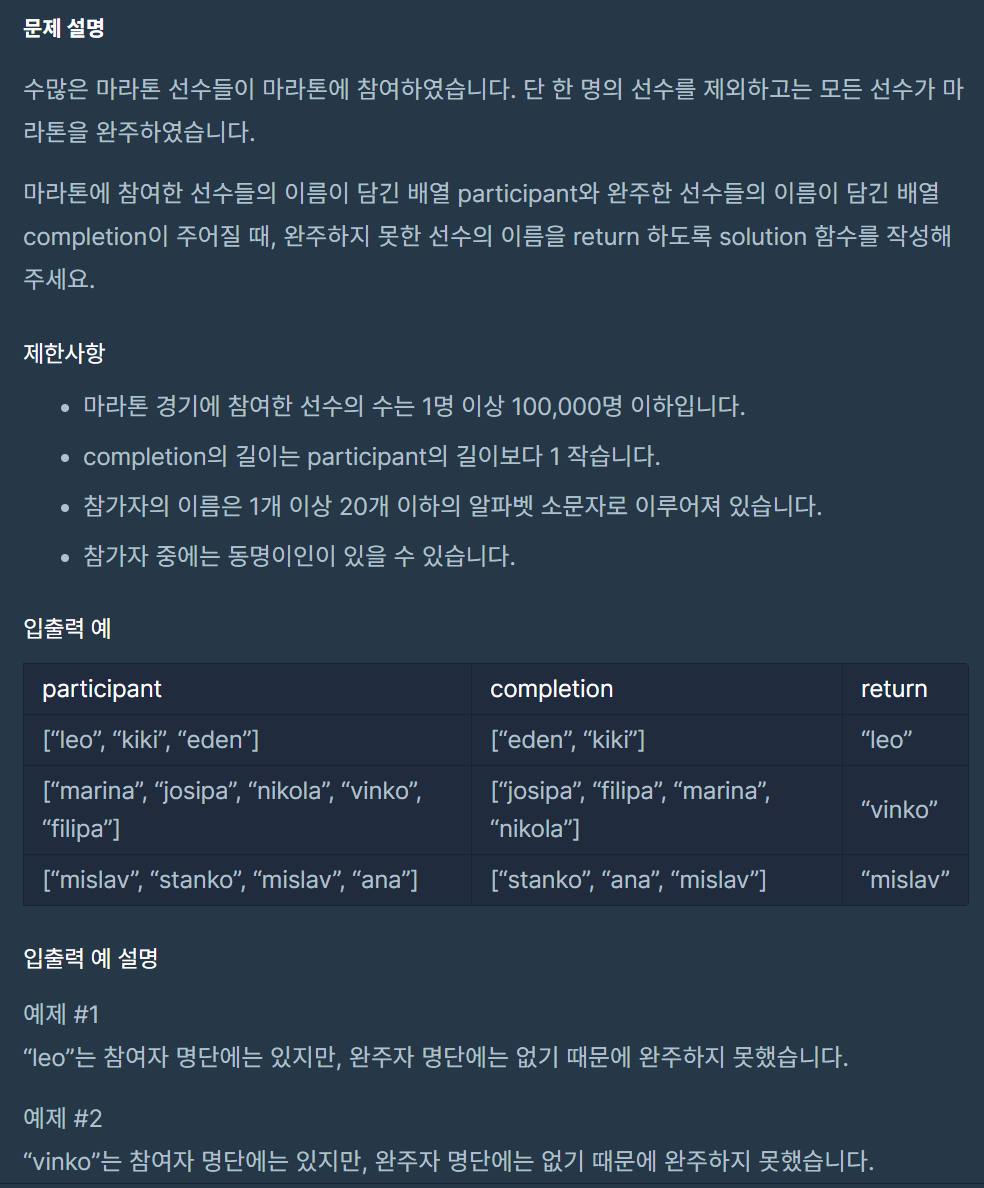 문제 설명
수많은 마라톤 선수들이 마라톤에 참여하였습니다. 단 한 명의 선수를 제외하고는 모든 선수가 마
라톤을 완주하였습니다.
마라톤에 참여한 선수들의 이름이 담긴 배열 participant와 완주한 선수들의 이름이 담긴 배열
completion이 주어질 때, 완주하지 못한 선수의 이름을 return 하도록 solution 함수를 작성해
주세요.
제한사항
• 마라톤 경기에 참여한 선수의 수는 1명 이상 100,000명 이하입니다.
• completion의 길이는 participant의 길이보다 1 작습니다.
• 참가자의 이름은 1개 이상 20개 이하의 알파벳 소문자로 이루어져 있습니다.
• 참가자 중에는 동명이인이 있을 수 있습니다.
입출력 예
participant completion return
[“leo”, “kiki”, “eden”] [“eden”, “kiki”] “leo”
[“marina”, “josipa”, “nikola”, “vinko”, [“josipa”, “filipa”, “marina”, “vinko”
“filipa”] “nikola”]
[“mislav”, “stanko”, “mislav”, “ana”] [“stanko”, “ana”, “mislav”] “mislav”
입출력 예 설명
예제 #1
“leo”는 참여자 명단에는 있지만, 완주자 명단에는 없기 때문에 완주하지 못했습니다.
예제 #2
“vinko”는 참여자 명단에는 있지만, 완주자 명단에는 없기 때문에 완주하지 못했습니다.